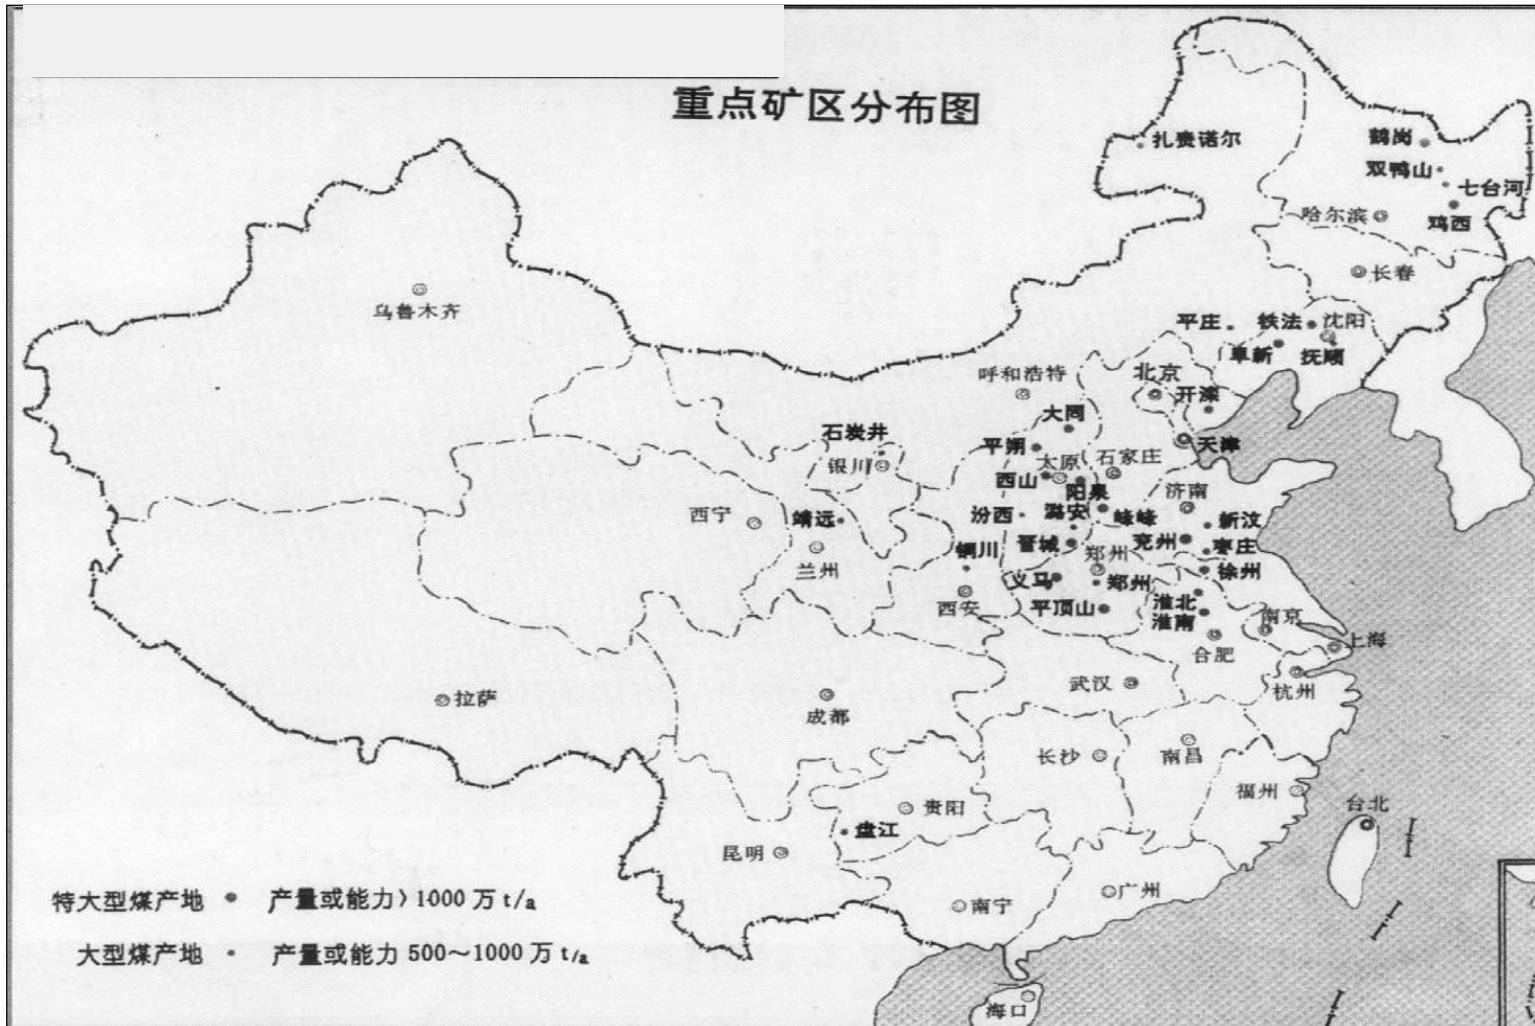 重点矿区分布图
扎赉诺尔
鹤岗
双鸭山
七台河
哈尔滨
鸡西
长春
乌鲁木齐
平庄
铁法
沈阳
阜新
抚顺
呼和浩特
北京
开滦
大同
石炭井
平朔
天津
银川
太原
石家庄
西山
阳泉
济南
西宁
靖远
汾西
潞安
峰峰
新汶
铜川
晋城
兖州
枣庄
郑州
兰州
义马
郑州
徐州
西安
平顶山
淮北
淮南
南京
合肥
上海
武汉
杭州
拉萨
成都
长沙
南昌
福州
台北
贵阳
盘江
昆明
广州
南宁
特大型煤产地 产量或能力>1000万t/a
大型煤产地 产量或能力500～1000万t/a
海口